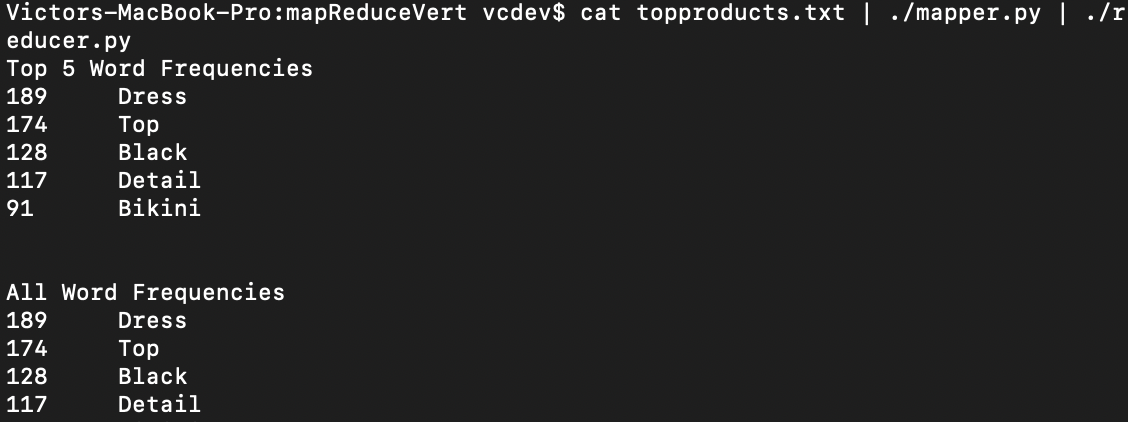 Victors-MacBook-Pro:mapReduceVert vcdev$ cat topproducts.txt | ./mapper.py | ./r
educer.py
Top 5 Word Frequencies
189     Dress
174     Top
128     Black
117     Detail
91      Bikini
All Word Frequencies
189     Dress
174     Top
128     Black
117     Detail